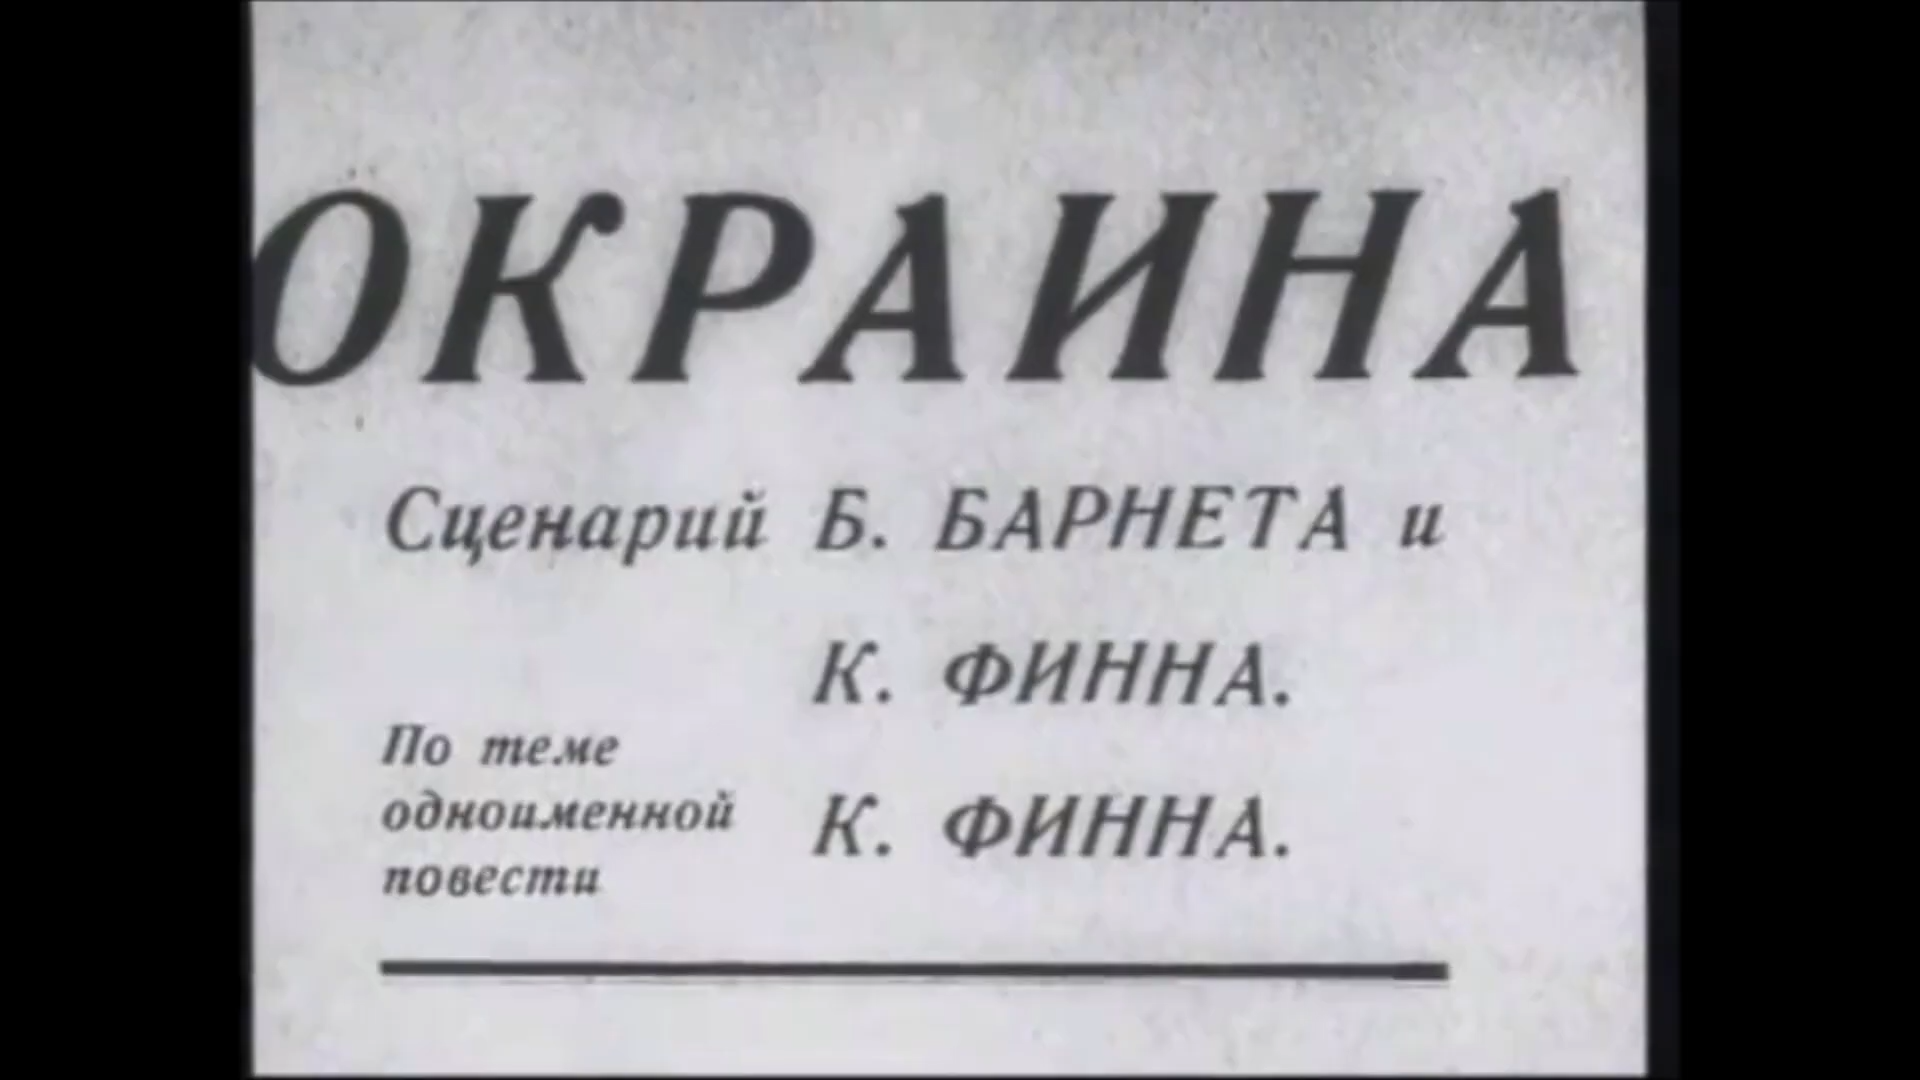 ОКРАИНА
Сценарий Б. БАРНЕТА и
К. ФИННА.
По теме
одноименной К. ФИННА.
повести